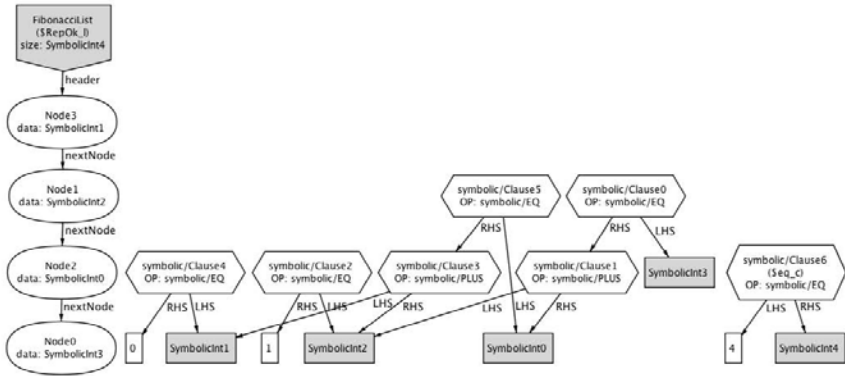 FibonacciList
($RepOk_l)
size: SymbolicInt4
header
Node3
data: SymbolicInt1
nextNode
Node1
data: SymbolicInt2
nextNode
Node2
data: SymbolicInt0
nextNode
Node0
data: SymbolicInt3
symbolic/Clause5
OP: symbolic/EQ
RHS
LHS
symbolic/Clause0
OP: symbolic/EQ
RHS
LHS
symbolic/Clause4
OP: symbolic/EQ
RHS
LHS
symbolic/Clause2
OP: symbolic/EQ
RHS
LHS
symbolic/Clause3
OP: symbolic/PLUS
LHS
RHS
symbolic/Clause1
OP: symbolic/PLUS
LHS
RHS
SymbolicInt3
symbolic/Clause6
($eq_c)
OP: symbolic/EQ
LHS
RHS
0
SymbolicInt1
1
SymbolicInt2
SymbolicInt0
4
SymbolicInt4